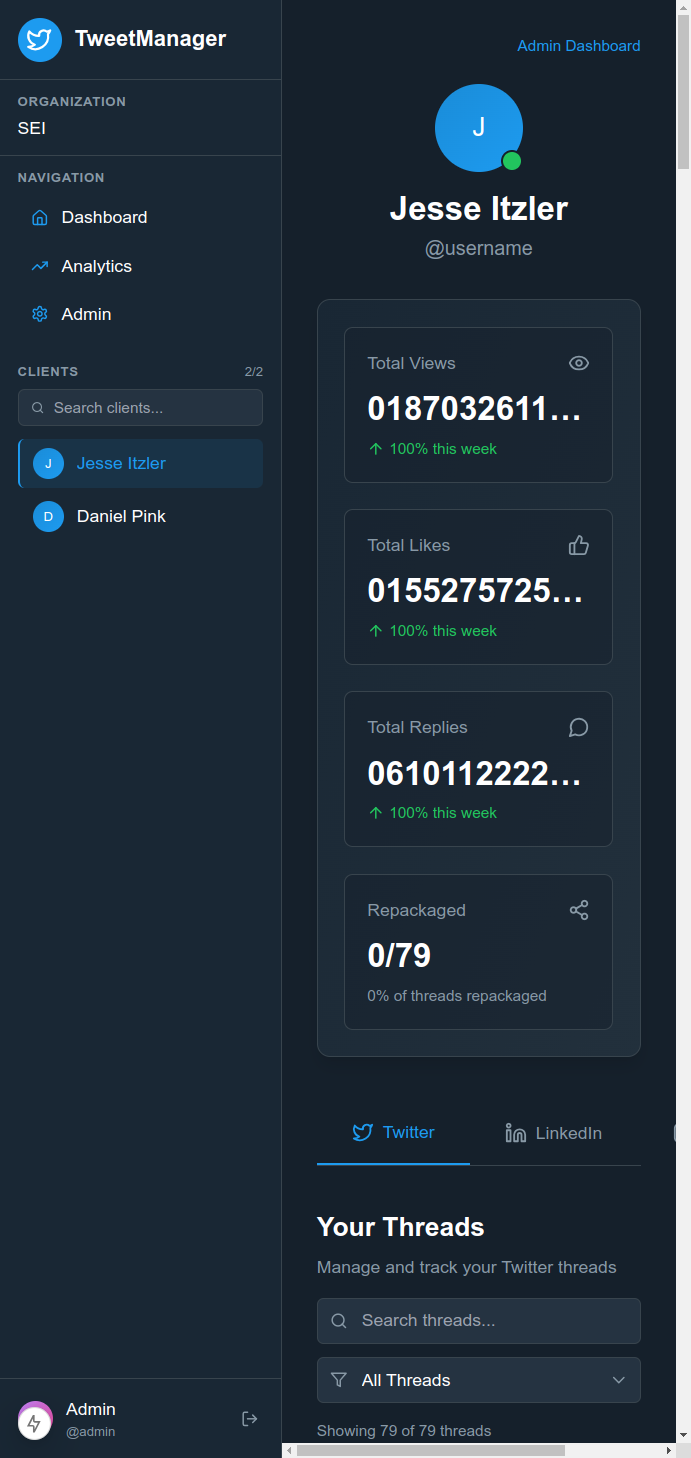 TweetManager
ORGANIZATION
SEI
NAVIGATION
Dashboard
Analytics
Admin
CLIENTS 2/2
Search clients...
J Jesse Itzler
D Daniel Pink
Admin
@admin
Admin Dashboard
J
Jesse Itzler
@username
Total Views
0187032611...
100% this week
Total Likes
0155275725...
100% this week
Total Replies
0610112222...
100% this week
Repackaged
0/79
0% of threads repackaged
Twitter LinkedIn
Your Threads
Manage and track your Twitter threads
Search threads...
All Threads
Showing 79 of 79 threads